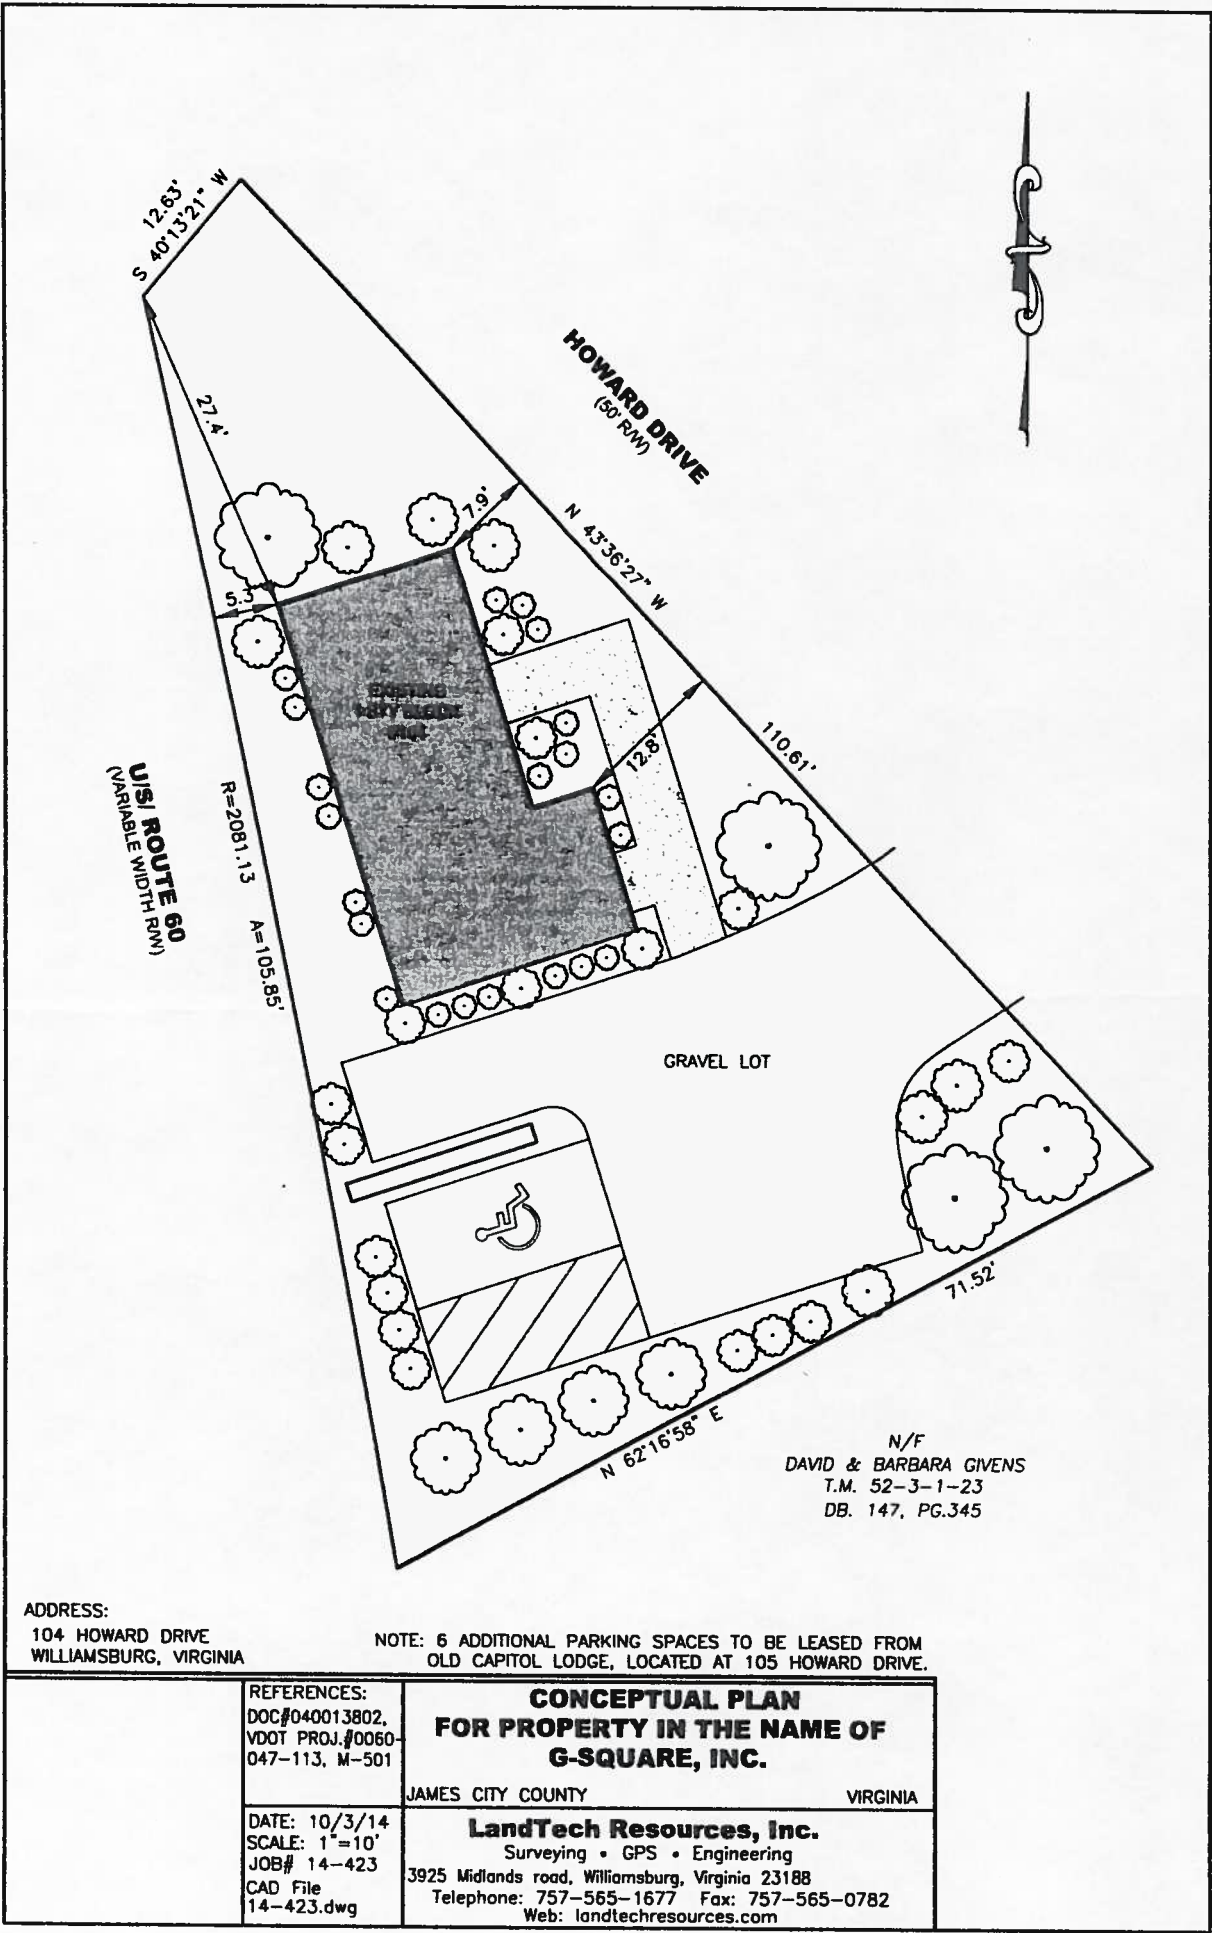 12.63'
S 40°13'21" W
HOWARD DRIVE
(50' R/W)
27.4'
7.9'
N 43°36'27" W
5.3'
EXISTING
12.8'
110.61'
U/S/ ROUTE 60
(VARIABLE WIDTH R/W)
R=2081.13 A=105.85'
GRAVEL LOT
71.52'
N 62°16'58" E
N/F
DAVID & BARBARA GIVENS
T.M. 52-3-1-23
DB. 147, PG.345
ADDRESS:
104 HOWARD DRIVE
WILLIAMSBURG, VIRGINIA
NOTE: 6 ADDITIONAL PARKING SPACES TO BE LEASED FROM
OLD CAPITOL LODGE, LOCATED AT 105 HOWARD DRIVE.
REFERENCES:
DOC#040013802,
VDOT PROJ.#0060-
047-113, M-501
CONCEPTUAL PLAN
FOR PROPERTY IN THE NAME OF
G-SQUARE, INC.
JAMES CITY COUNTY VIRGINIA
DATE: 10/3/14
SCALE: 1"=10'
JOB# 14-423
CAD File
14-423.dwg
LandTech Resources, Inc.
Surveying • GPS • Engineering
3925 Midlands road, Williamsburg, Virginia 23188
Telephone: 757-565-1677 Fax: 757-565-0782
Web: landtechresources.com